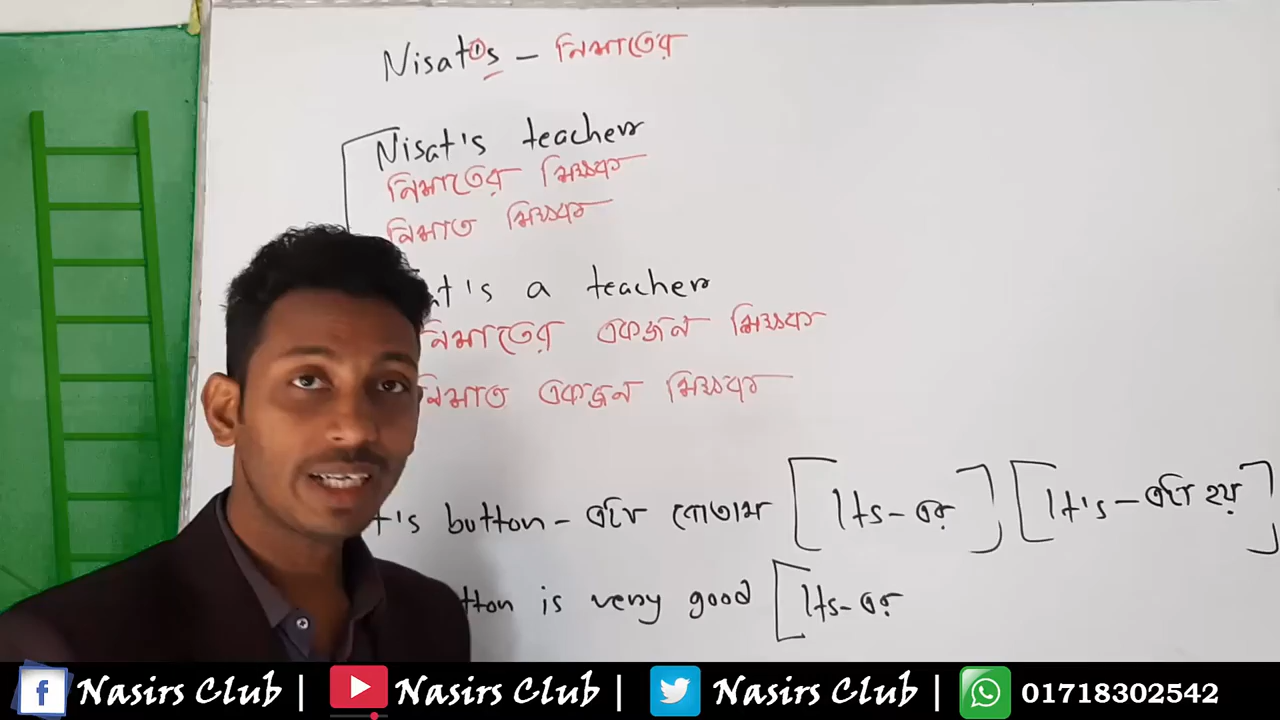 Nisat's – নিসাতের
Nisat's teacher
নিসাতের শিক্ষক
নিসাত শিক্ষক
t's a teacher
নিসাতের একজন শিক্ষক
নিসাত একজন শিক্ষক
t's button – এটি বোতাম [Its – এর] [It's – এটি হয়]
tton is very good [Its – এর
Nasirs Club | Nasirs Club | Nasirs Club | 01718302542